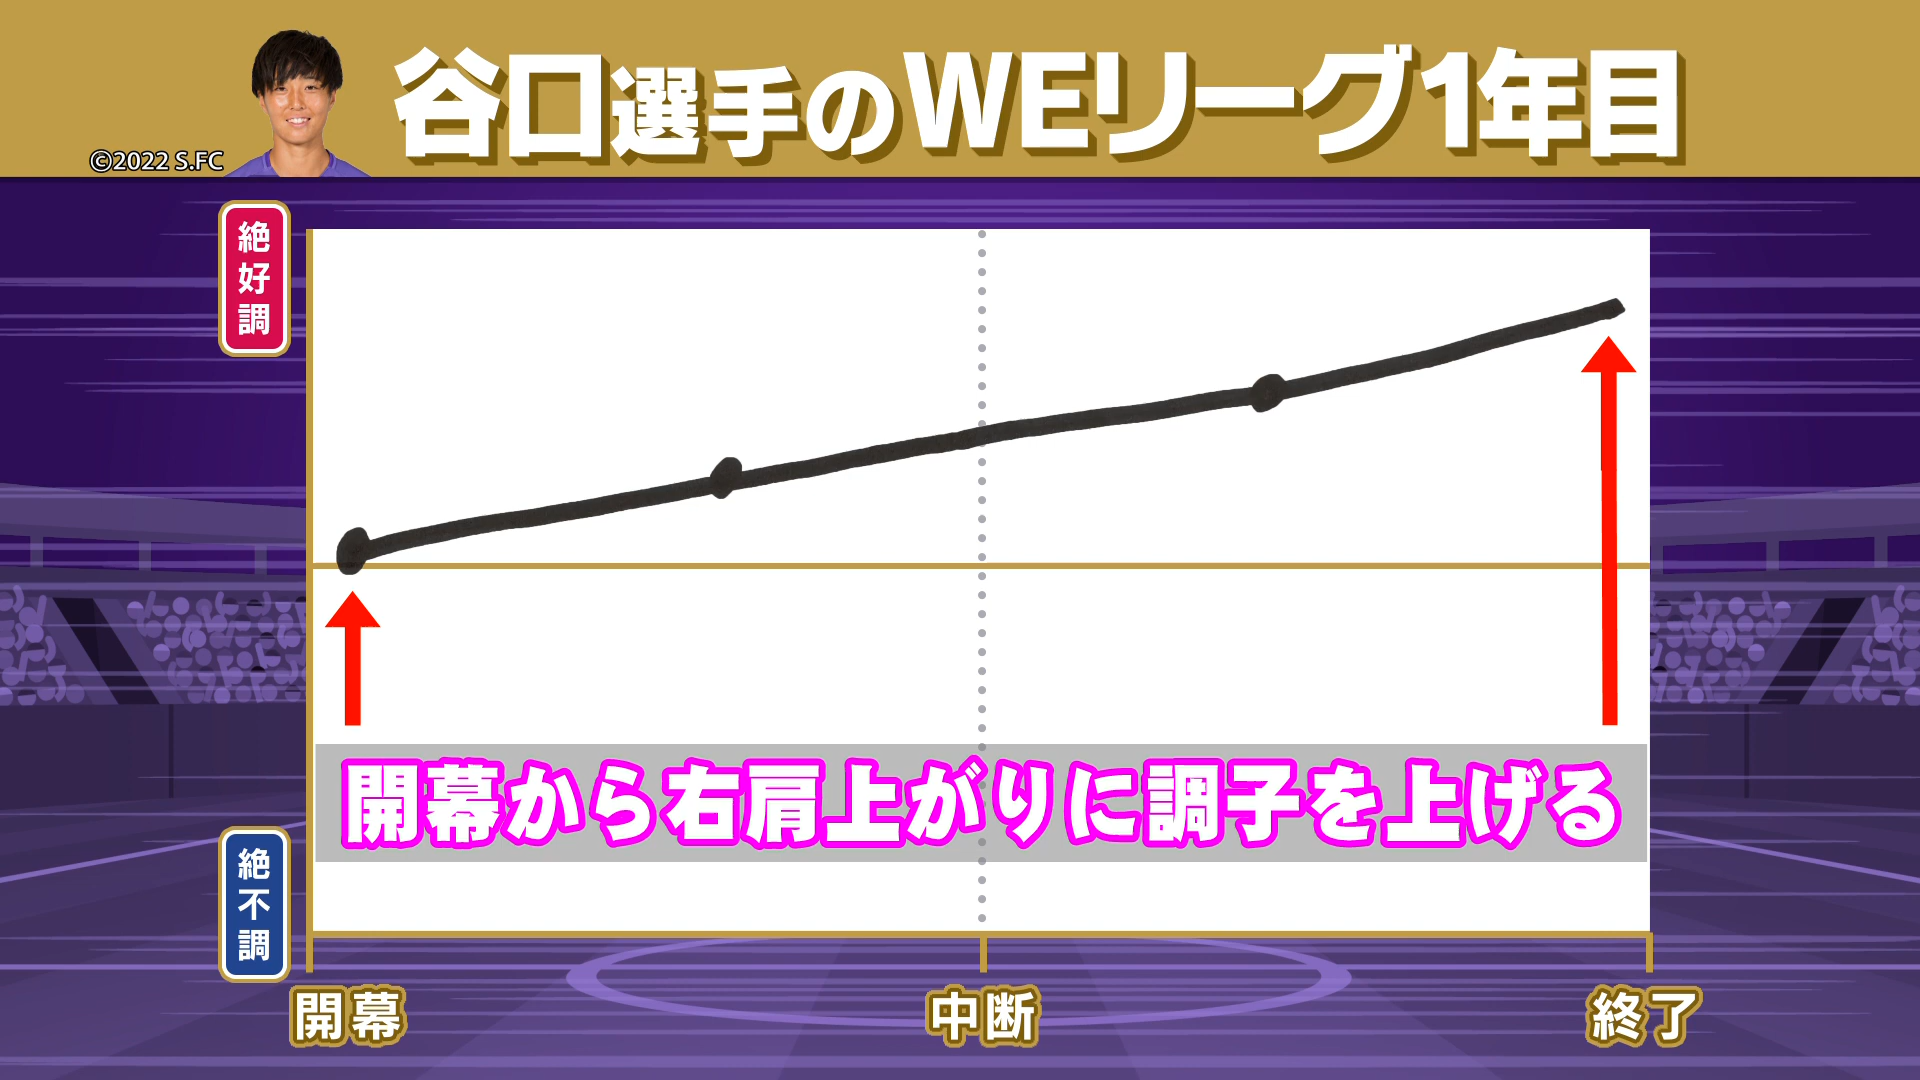 谷口選手のWEリーグ1年目
©2022 S.FC
絶好調
開幕から右肩上がりに調子を上げる
絶不調
開幕
中断
終了